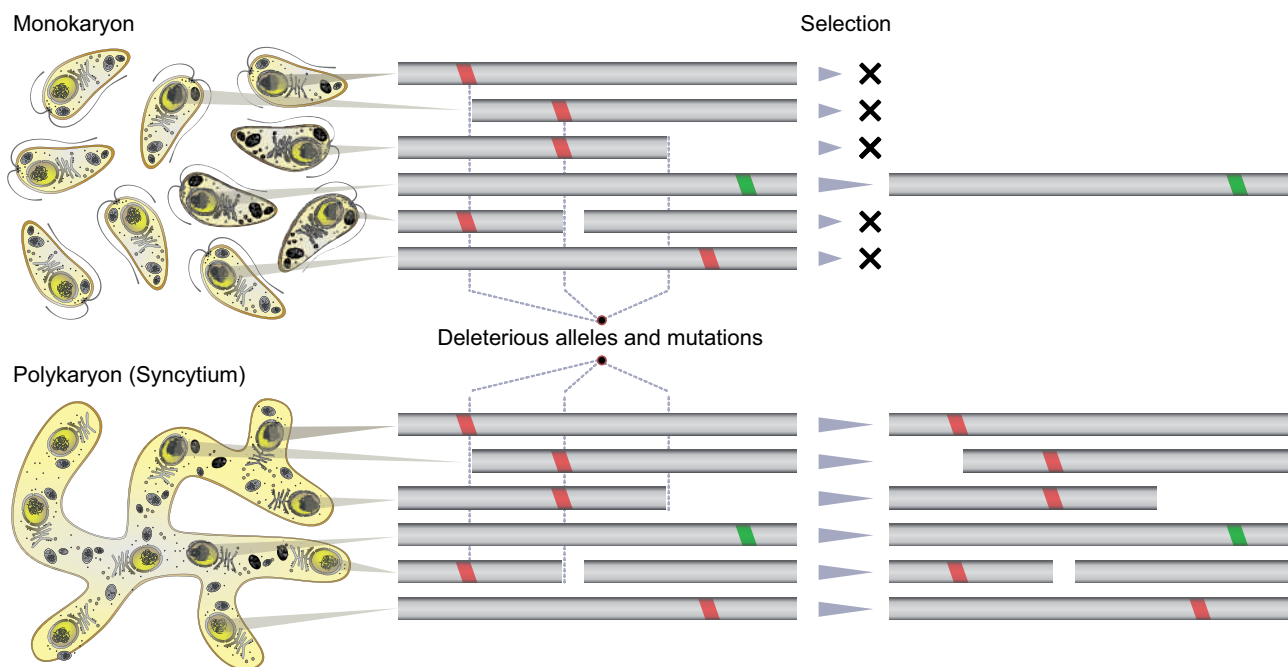 Monokaryon
Selection
Deleterious alleles and mutations
Polykaryon (Syncytium)